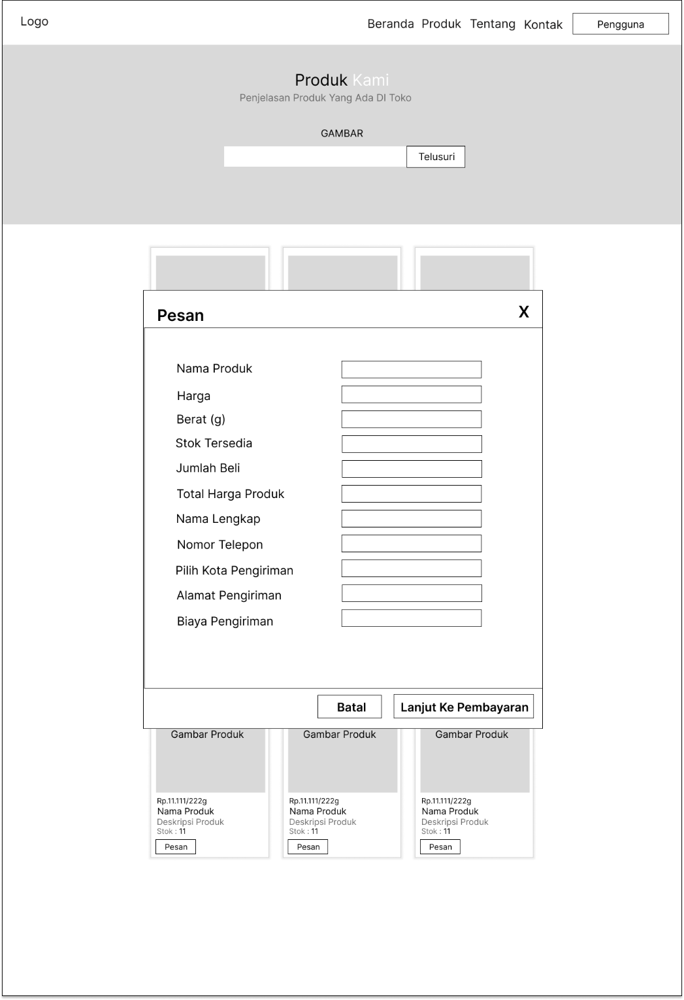 Logo
Beranda Produk Tentang Kontak Pengguna
Produk Kami
Penjelasan Produk Yang Ada DI Toko
GAMBAR
Telusuri
Pesan X
Nama Produk
Harga
Berat (g)
Stok Tersedia
Jumlah Beli
Total Harga Produk
Nama Lengkap
Nomor Telepon
Pilih Kota Pengiriman
Alamat Pengiriman
Biaya Pengiriman
Batal Lanjut Ke Pembayaran
Gambar Produk Gambar Produk Gambar Produk
Rp.11.111/222g Rp.11.111/222g Rp.11.111/222g
Nama Produk Nama Produk Nama Produk
Deskripsi Produk Deskripsi Produk Deskripsi Produk
Stok : 11 Stok : 11 Stok : 11
Pesan Pesan Pesan